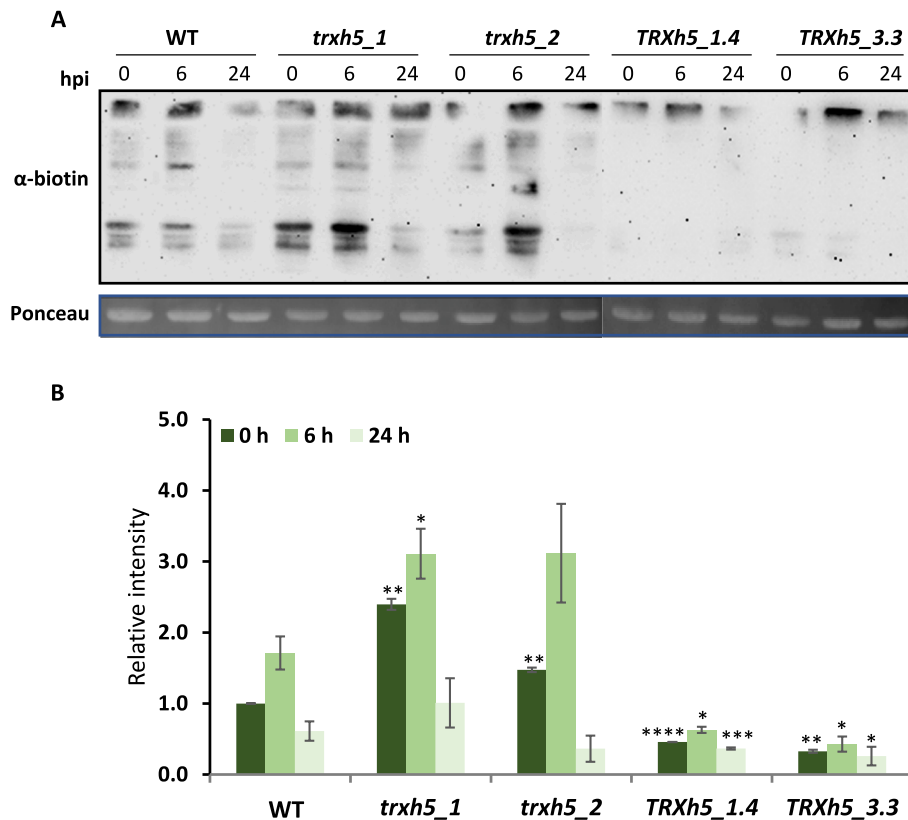 A
WT trxh5_1 trxh5_2 TRXh5_1.4 TRXh5_3.3
hpi 0 6 24 0 6 24 0 6 24 0 6 24 0 6 24
α-biotin
Ponceau
B
0 h 6 h 24 h
Relative intensity
5.0
4.0
3.0
2.0
1.0
0.0
** * ** **** * *** ** * *
WT trxh5_1 trxh5_2 TRXh5_1.4 TRXh5_3.3